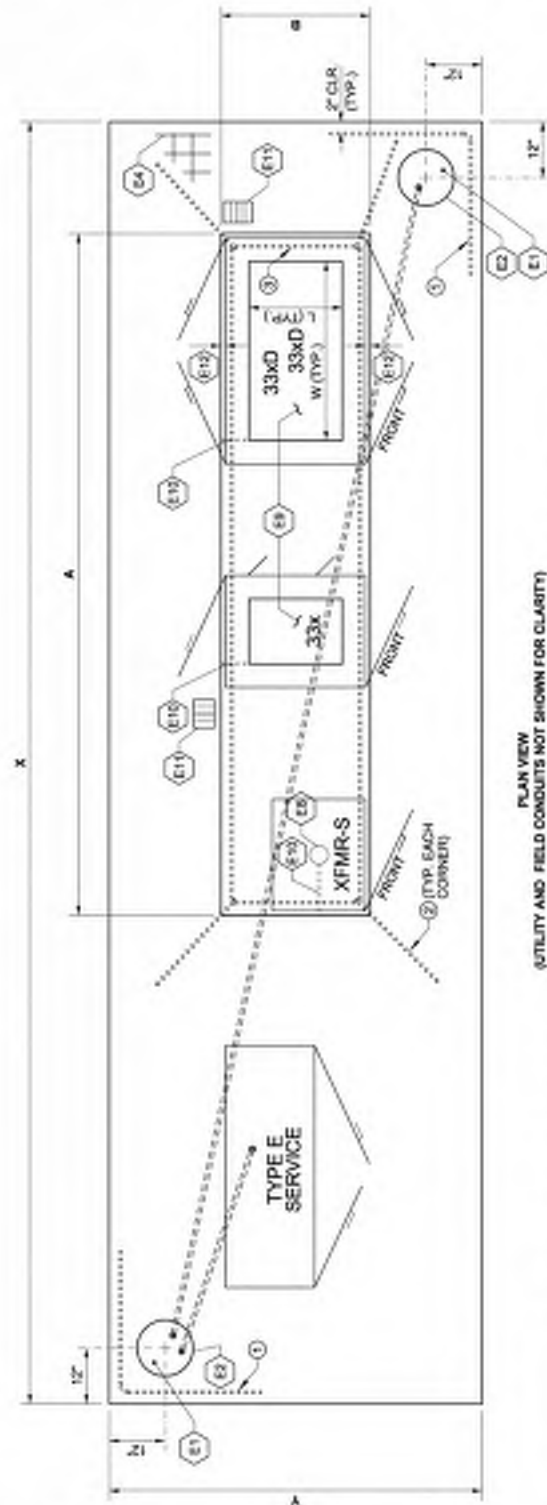 X
A
B
Y
12"
12"
12"
12"
2" CLR.
(TYP.)
E4
E11
E12
E12
E10
E9
E10
E11
E10
E8
E2
E1
E2
E1
1
1
2 (TYP. EACH
CORNER)
3
L (TYP.)
33xD
33xD
W (TYP.)
33x
XFMR-S
FRONT
FRONT
FRONT
TYPE E
SERVICE
PLAN VIEW
(UTILITY AND FIELD CONDUITS NOT SHOWN FOR CLARITY)